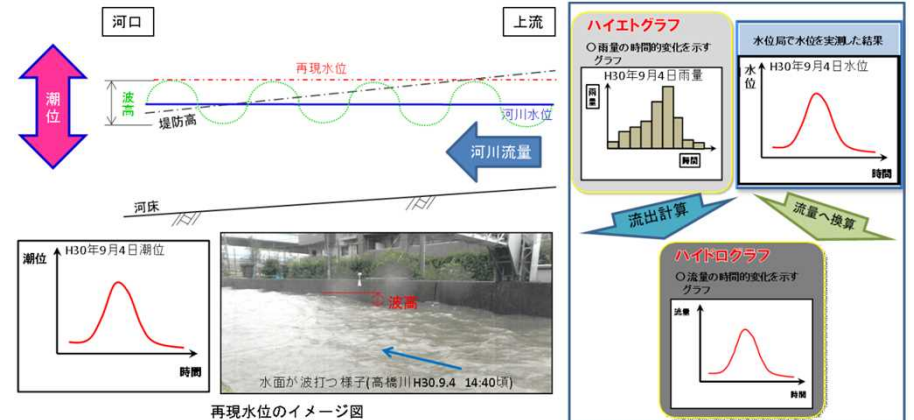 河口
上流
再現水位
潮位
波高
堤防高
河川水位
河川流量
河床
H30年9月4日潮位
潮位
時間
波高
水面が波打つ様子(高橋川H30.9.4 14:40頃)
再現水位のイメージ図
ハイエトグラフ
○雨量の時間的変化を示す
グラフ
H30年9月4日雨量
雨量
時間
水位局で水位を実測した結果
H30年9月4日水位
水位
時間
流出計算
流量へ換算
ハイドログラフ
○流量の時間的変化を示す
グラフ
流量
時間